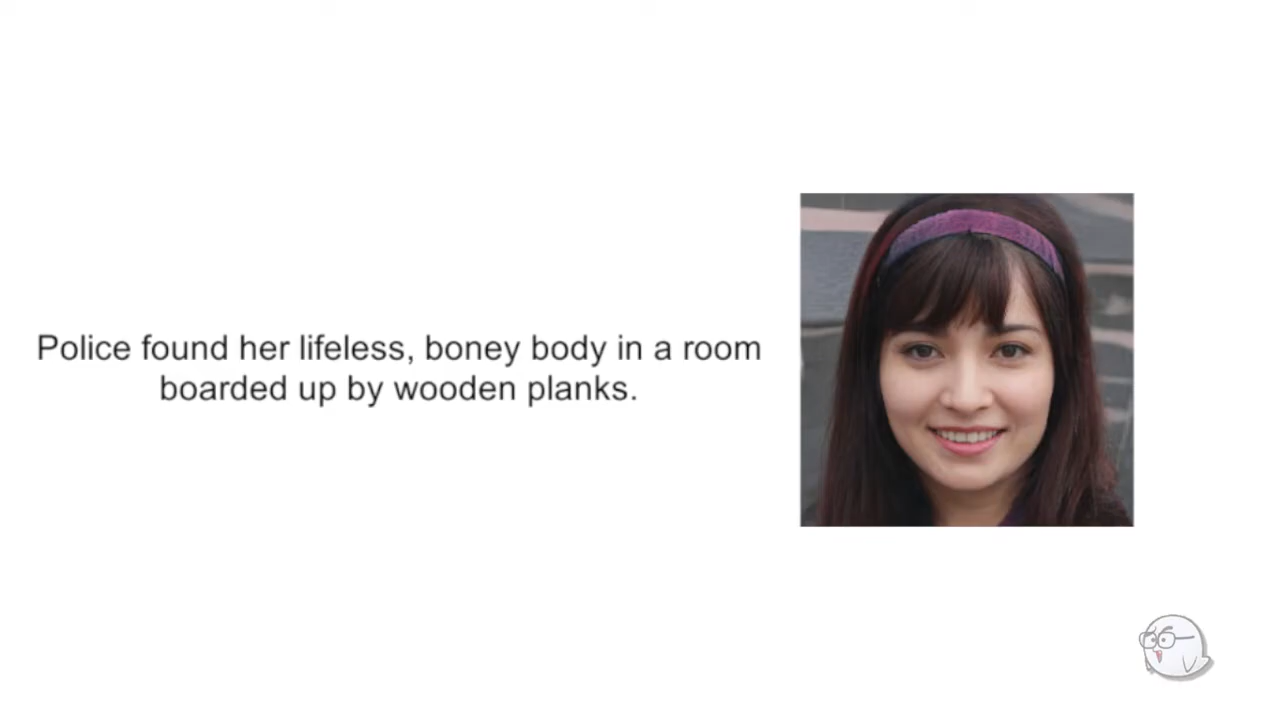 Police found her lifeless, boney body in a room
boarded up by wooden planks.